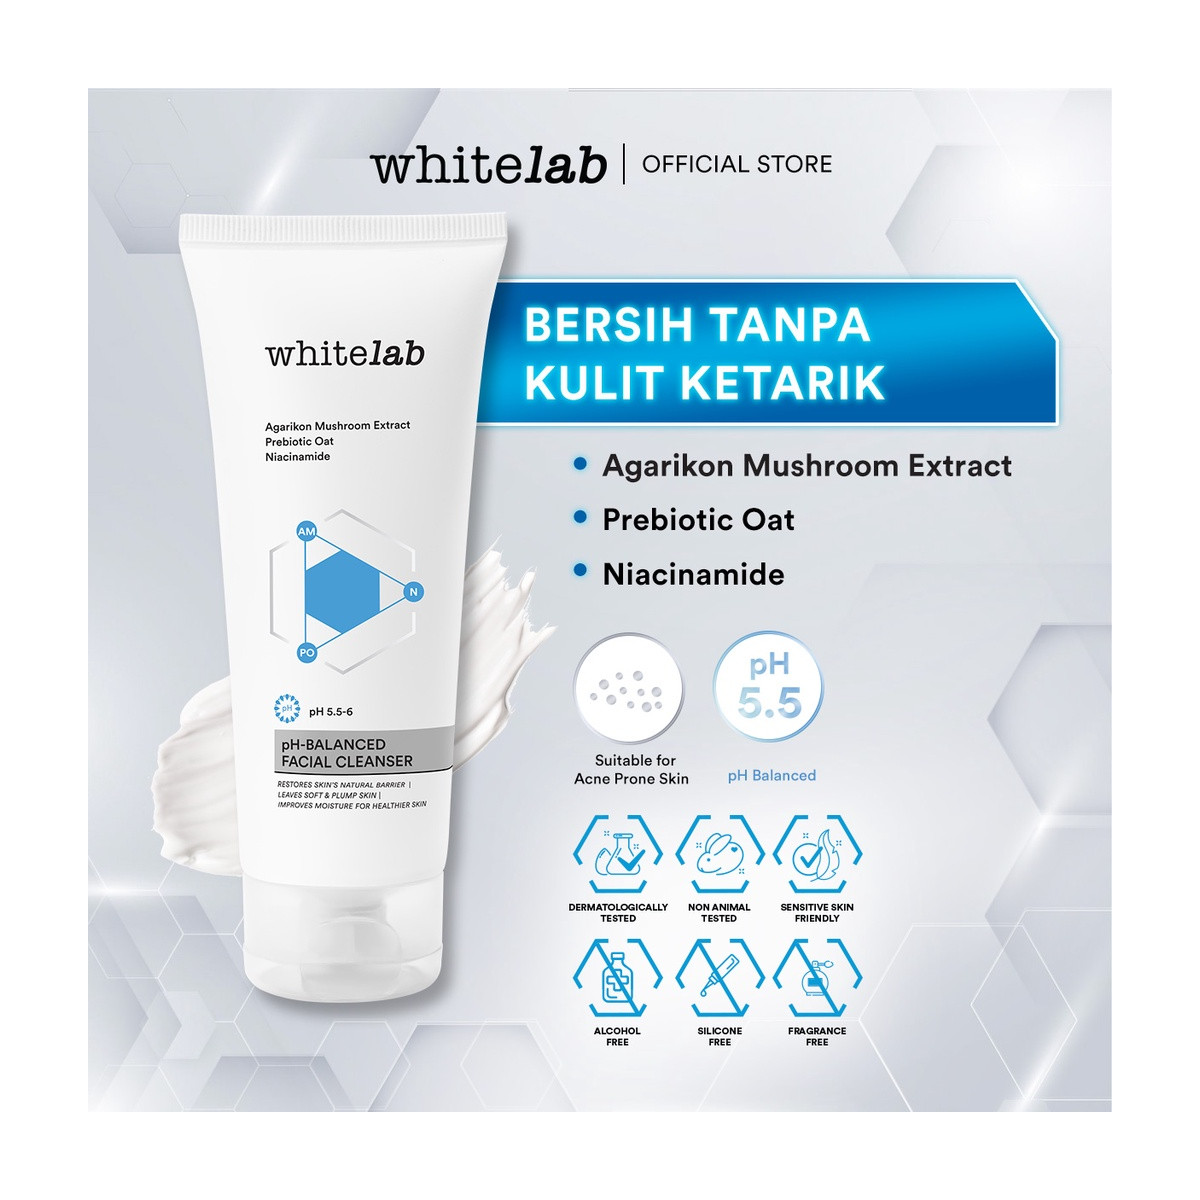 whitelab | OFFICIAL STORE
whitelab
Agarikon Mushroom Extract
Prebiotic Oat
Niacinamide
AM
N
PO
pH
pH 5.5-6
pH-BALANCED
FACIAL CLEANSER
RESTORES SKIN'S NATURAL BARRIER |
LEAVES SOFT & PLUMP SKIN |
IMPROVES MOISTURE FOR HEALTHIER SKIN
BERSIH TANPA
KULIT KETARIK
• Agarikon Mushroom Extract
• Prebiotic Oat
• Niacinamide
Suitable for
Acne Prone Skin
pH
5.5
pH Balanced
DERMATOLOGICALLY
TESTED
NON ANIMAL
TESTED
SENSITIVE SKIN
FRIENDLY
ALCOHOL
FREE
SILICONE
FREE
FRAGRANCE
FREE